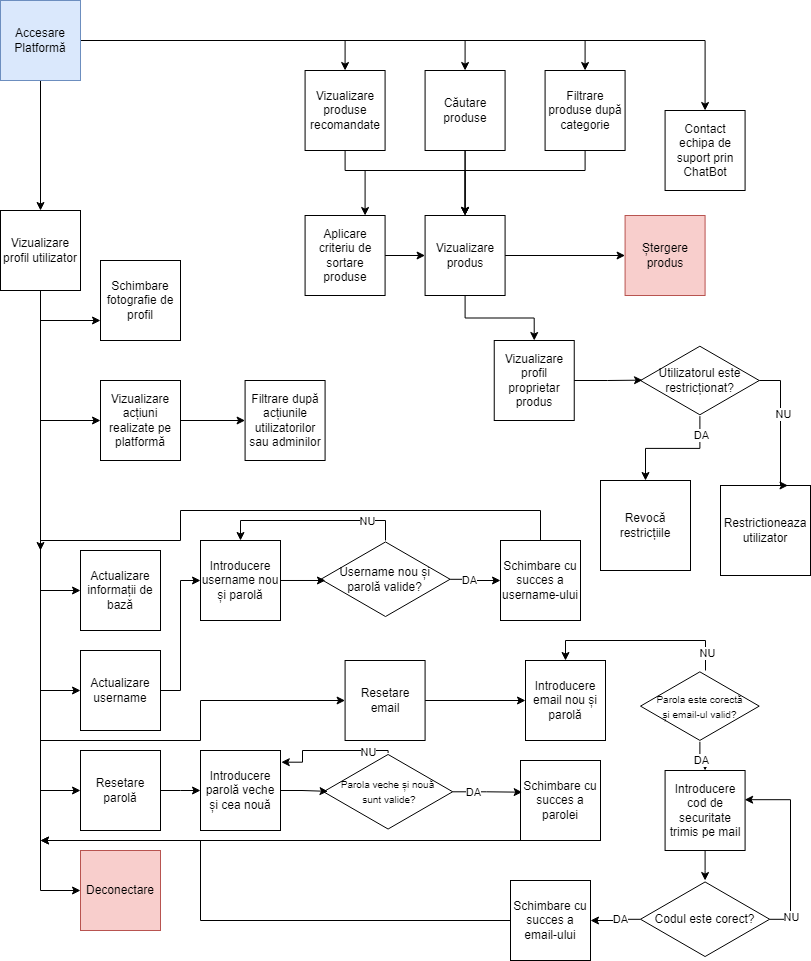 Accesare
Platformă
Vizualizare
produse
recomandate
Căutare
produse
Filtrare
produse după
categorie
Contact
echipa de
suport prin
ChatBot
Vizualizare
profil utilizator
Aplicare
criteriu de
sortare
produse
Vizualizare
produs
Ștergere
produs
Schimbare
fotografie de
profil
Vizualizare
profil
proprietar
produs
Utilizatorul este
restricționat?
Vizualizare
acțiuni
realizate pe
platformă
Filtrare după
acțiunile
utilizatorilor
sau adminilor
NU
DA
Revocă
restricțiile
Restrictioneaza
utilizator
NU
Actualizare
informații de
bază
Introducere
username nou
și parolă
Username nou și
parolă valide?
DA
Schimbare cu
succes a
username-ului
Actualizare
username
Resetare
email
Introducere
email nou și
parolă
NU
Parola este corectă
și email-ul valid?
DA
Resetare
parolă
Introducere
parolă veche
și cea nouă
NU
Parola veche și nouă
sunt valide?
DA
Schimbare cu
succes a
parolei
Introducere
cod de
securitate
trimis pe mail
Deconectare
Schimbare cu
succes a
email-ului
DA
Codul este corect?
NU